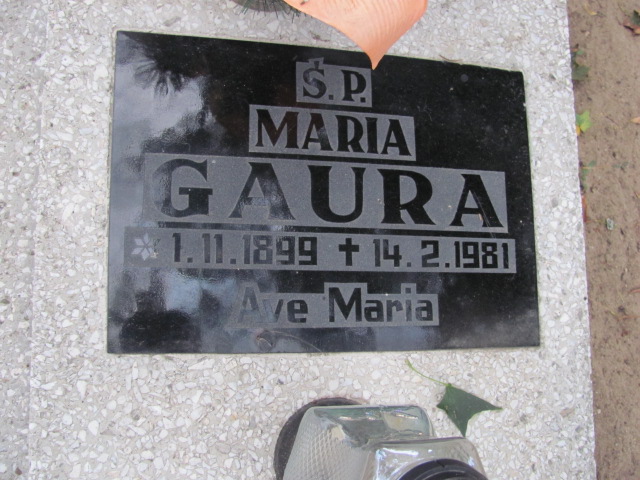 Ś.P.
MARIA
GAURA
* 1.11.1899 + 14.2.1981
Ave Maria